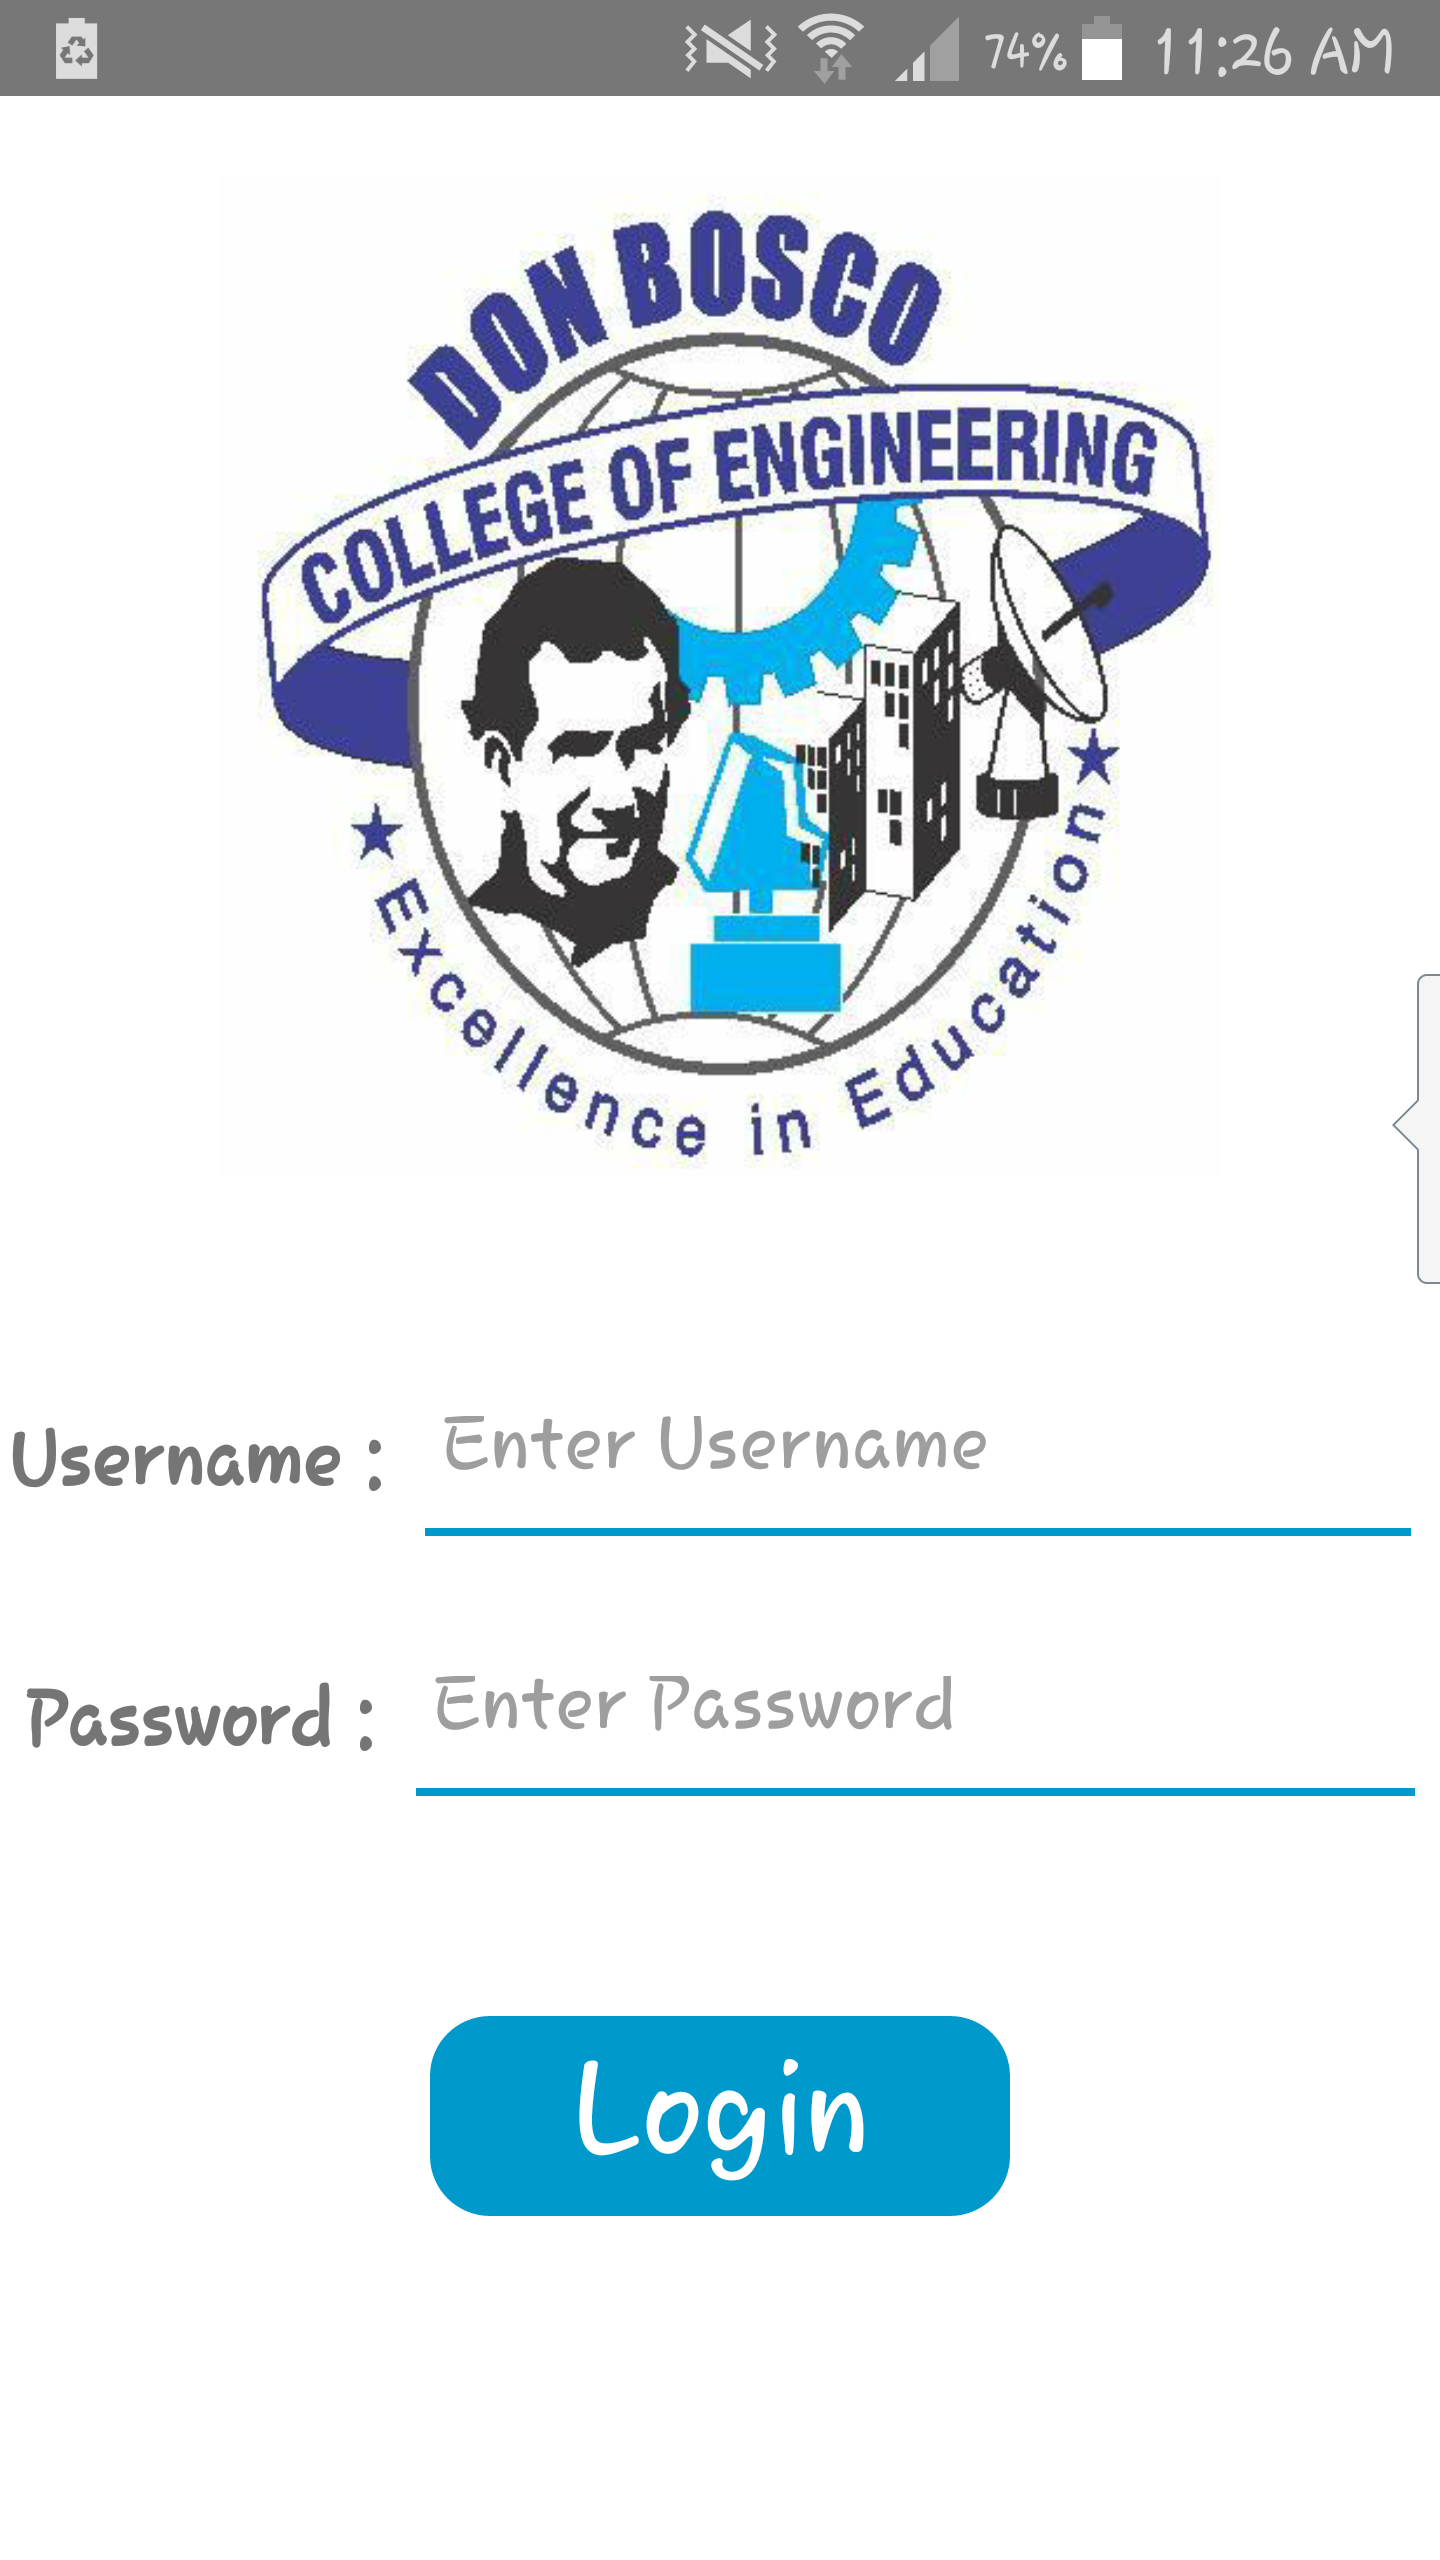 74% 11:26 AM
DON BOSCO
COLLEGE OF ENGINEERING
Excellence in Education
Username : Enter Username
Password : Enter Password
Login